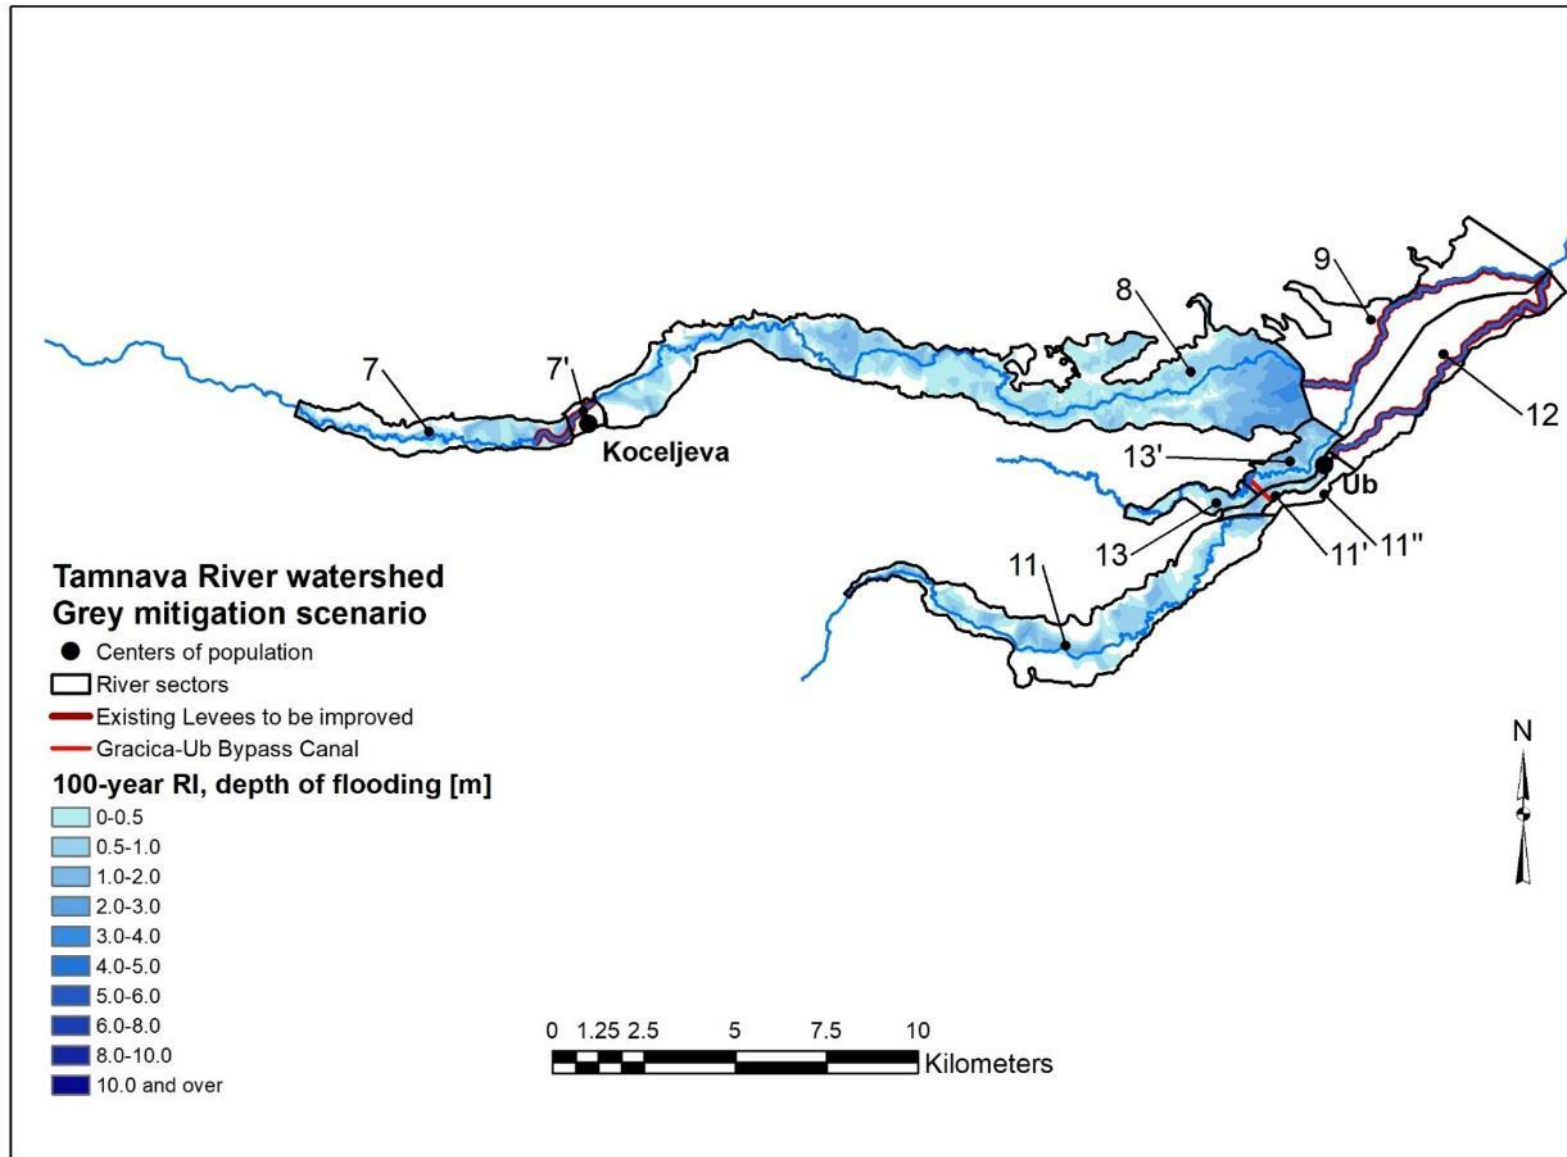 9
8
7'
7
12
Koceljeva
13'
Ub
13
11'
11"
11
Tamnava River watershed
Grey mitigation scenario
Centers of population
River sectors
Existing Levees to be improved
Gracica-Ub Bypass Canal
100-year RI, depth of flooding [m]
0-0.5
0.5-1.0
1.0-2.0
2.0-3.0
3.0-4.0
4.0-5.0
5.0-6.0
6.0-8.0
8.0-10.0
10.0 and over
N
0 1.25 2.5 5 7.5 10
Kilometers